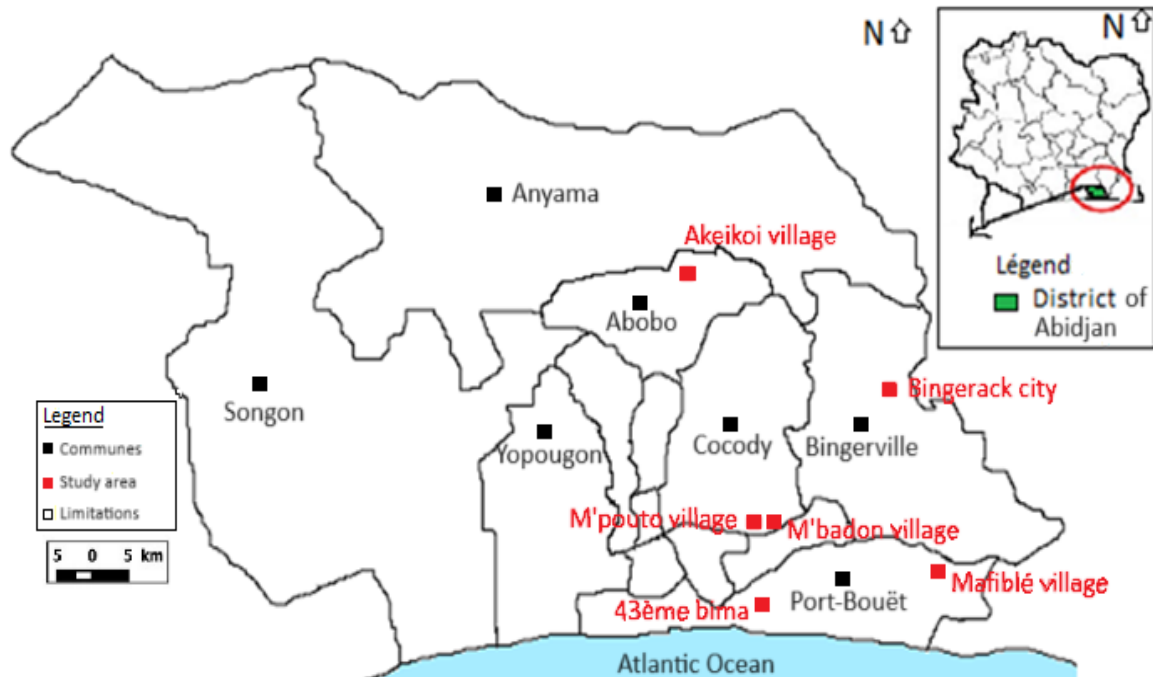 N
N
Anyama
Akeikoi village
Légend
District of
Abidjan
Abobo
Bingerack city
Songon
Legend
Communes
Study area
Limitations
Yopougon
Cocody
Bingerville
M'pouto village
M'badon village
5 0 5 km
Mafiblé village
43ème bima
Port-Bouët
Atlantic Ocean